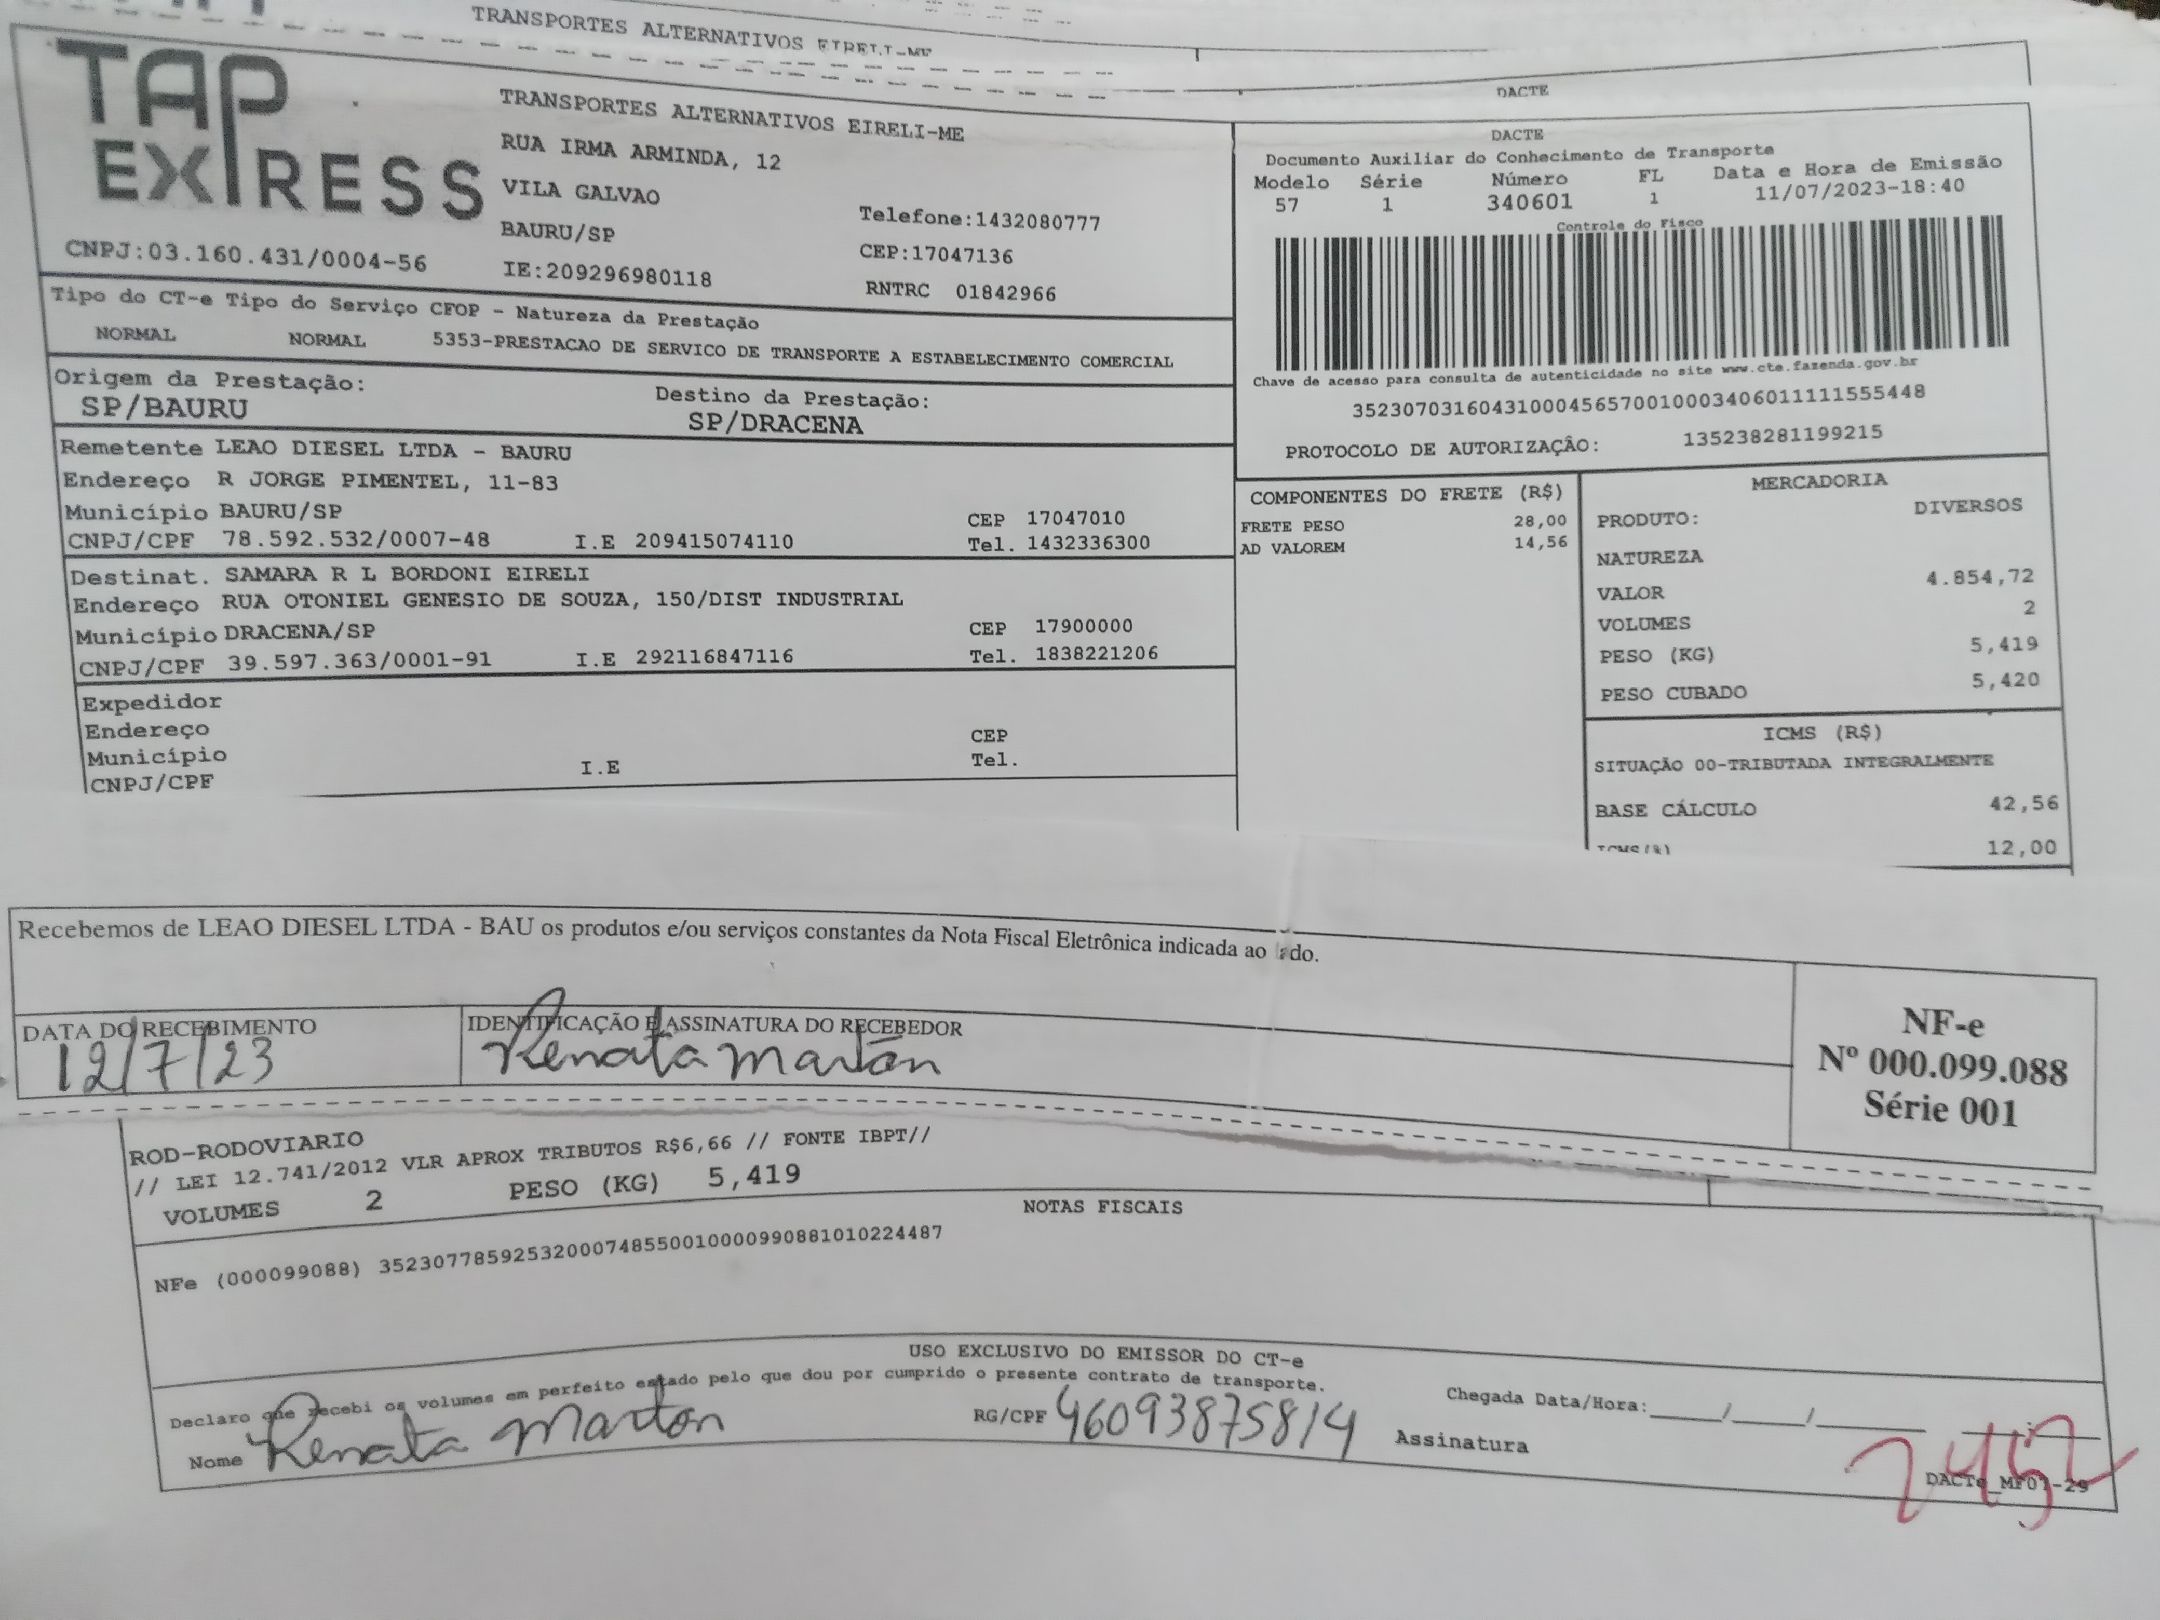 TRANSPORTES ALTERNATIVOS EIRELI-ME
DACTE
TAP
EXPRESS
CNPJ:03.160.431/0004-56
TRANSPORTES ALTERNATIVOS EIRELI-ME
RUA IRMA ARMINDA, 12
VILA GALVAO
BAURU/SP
IE:209296980118
Telefone:1432080777
CEP:17047136
RNTRC 01842966
DACTE
Documento Auxiliar do Conhecimento de Transporte
Modelo Série Número FL Data e Hora de Emissão
57 1 340601 1 11/07/2023-18:40
Controle do Fisco
Chave de acesso para consulta de autenticidade no site www.cte.fazenda.gov.br
35230703160431000456570010003406011111555448
PROTOCOLO DE AUTORIZAÇÂO: 135238281199215
Tipo do CT-e Tipo do Serviço CFOP - Natureza da Prestação
NORMAL NORMAL 5353-PRESTACAO DE SERVICO DE TRANSPORTE A ESTABELECIMENTO COMERCIAL
Origem da Prestação: Destino da Prestação:
SP/BAURU SP/DRACENA
Remetente LEAO DIESEL LTDA - BAURU
Endereço R JORGE PIMENTEL, 11-83
Município BAURU/SP CEP 17047010
CNPJ/CPF 78.592.532/0007-48 I.E 209415074110 Tel. 1432336300
Destinat. SAMARA R L BORDONI EIRELI
Endereço RUA OTONIEL GENESIO DE SOUZA, 150/DIST INDUSTRIAL
Município DRACENA/SP CEP 17900000
CNPJ/CPF 39.597.363/0001-91 I.E 292116847116 Tel. 1838221206
Expedidor
Endereço CEP
Município Tel.
CNPJ/CPF I.E
COMPONENTES DO FRETE (R$)
FRETE PESO 28,00
AD VALOREM 14,56
MERCADORIA
PRODUTO: DIVERSOS
NATUREZA
VALOR 4.854,72
VOLUMES 2
PESO (KG) 5,419
PESO CUBADO 5,420
ICMS (R$)
SITUAÇÃO 00-TRIBUTADA INTEGRALMENTE
BASE CÁLCULO 42,56
ICMS(%) 12,00
Recebemos de LEAO DIESEL LTDA - BAU os produtos e/ou serviços constantes da Nota Fiscal Eletrônica indicada ao lado.
DATA DO RECEBIMENTO IDENTIFICAÇÃO E ASSINATURA DO RECEBEDOR
12/7/23 Renata Marton
NF-e
Nº 000.099.088
Série 001
ROD-RODOVIARIO
// LEI 12.741/2012 VLR APROX TRIBUTOS R$6,66 // FONTE IBPT//
VOLUMES 2 PESO (KG) 5,419
NOTAS FISCAIS
NFe (000099088) 35230778592532000748550010000990881010224487
USO EXCLUSIVO DO EMISSOR DO CT-e
Declaro que recebi os volumes em perfeito estado pelo que dou por cumprido o presente contrato de transporte.
Nome Renata Marton RG/CPF 46093875814
Chegada Data/Hora:____/____/____ __:__
Assinatura
DACTe_MF01-29